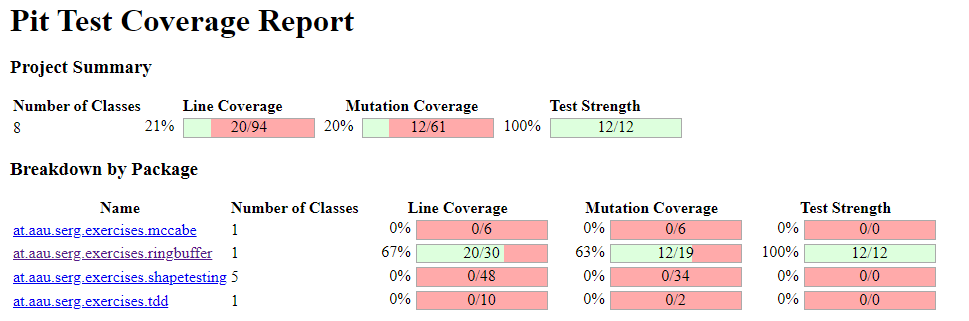 Pit Test Coverage Report
Project Summary
Number of Classes Line Coverage Mutation Coverage Test Strength
8 21% 20/94 20% 12/61 100% 12/12
Breakdown by Package
Name Number of Classes Line Coverage Mutation Coverage Test Strength
at.aau.serg.exercises.mccabe 1 0% 0/6 0% 0/6 0% 0/0
at.aau.serg.exercises.ringbuffer 1 67% 20/30 63% 12/19 100% 12/12
at.aau.serg.exercises.shapetesting 5 0% 0/48 0% 0/34 0% 0/0
at.aau.serg.exercises.tdd 1 0% 0/10 0% 0/2 0% 0/0